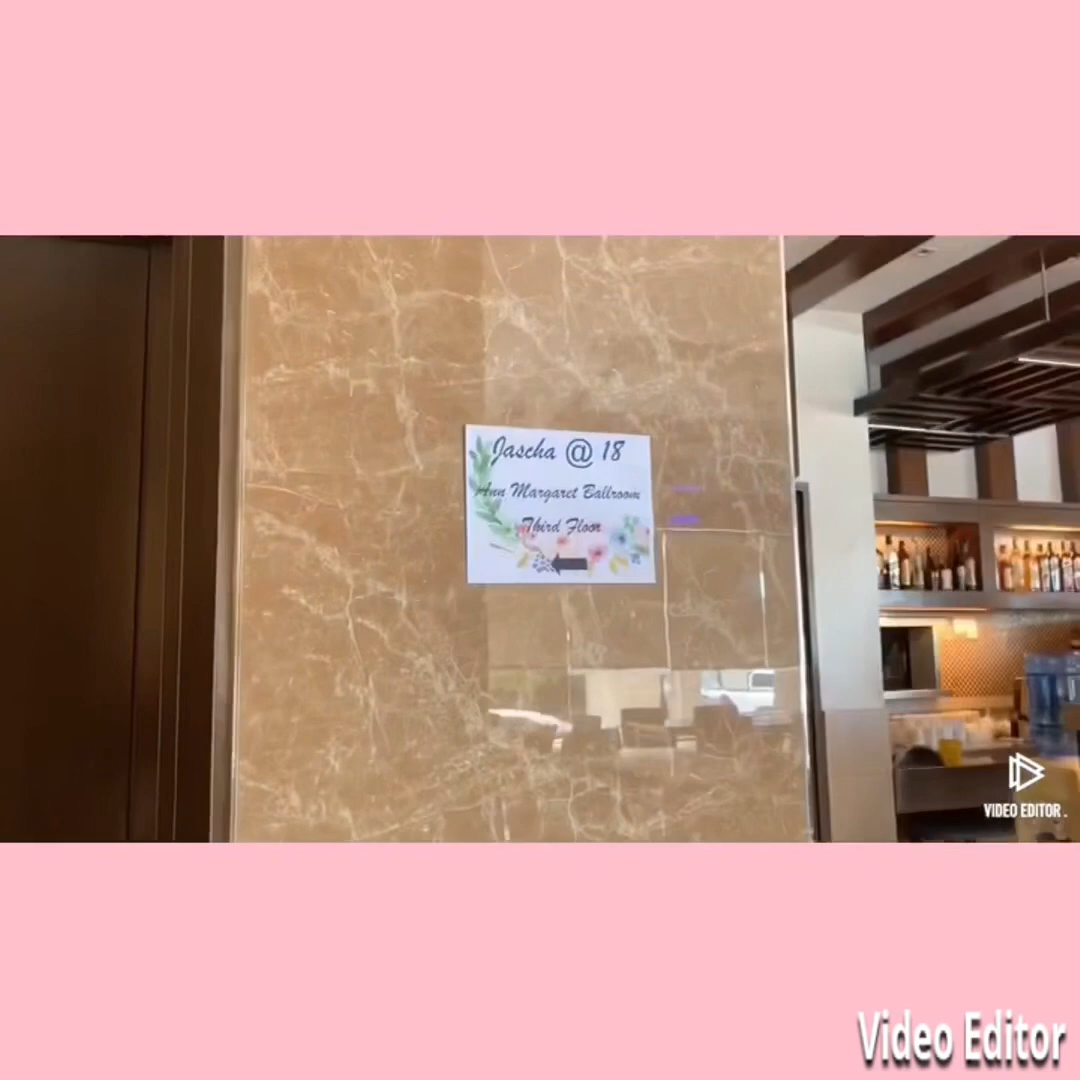 Jascha @ 18
Ann Margaret Ballroom
Third Floor
VIDEO EDITOR.
Video Editor